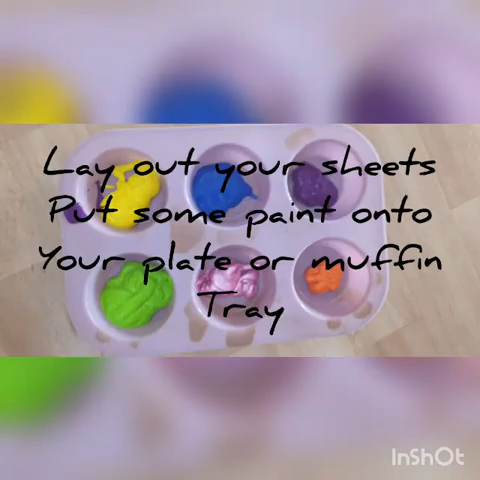 Lay out your sheets
Put some paint onto
Your plate or muffin
Tray
InShOt